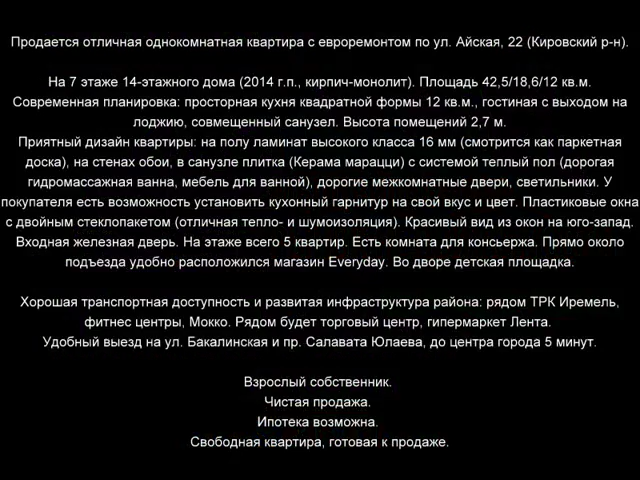 Продается отличная однокомнатная квартира с евроремонтом по ул. Айская, 22 (Кировский р-н).
На 7 этаже 14-этажного дома (2014 г.п., кирпич-монолит). Площадь 42,5/18,6/12 кв.м.
Современная планировка: просторная кухня квадратной формы 12 кв.м., гостиная с выходом на
лоджию, совмещенный санузел. Высота помещений 2,7 м.
Приятный дизайн квартиры: на полу ламинат высокого класса 16 мм (смотрится как паркетная
доска), на стенах обои, в санузле плитка (Керама марацци) с системой теплый пол (дорогая
гидромассажная ванна, мебель для ванной), дорогие межкомнатные двери, светильники. У
покупателя есть возможность установить кухонный гарнитур на свой вкус и цвет. Пластиковые окна
с двойным стеклопакетом (отличная тепло- и шумоизоляция). Красивый вид из окон на юго-запад.
Входная железная дверь. На этаже всего 5 квартир. Есть комната для консьержа. Прямо около
подъезда удобно расположился магазин Everyday. Во дворе детская площадка.
Хорошая транспортная доступность и развитая инфраструктура района: рядом ТРК Иремель,
фитнес центры, Мокко. Рядом будет торговый центр, гипермаркет Лента.
Удобный выезд на ул. Бакалинская и пр. Салавата Юлаева, до центра города 5 минут.
Взрослый собственник.
Чистая продажа.
Ипотека возможна.
Свободная квартира, готовая к продаже.